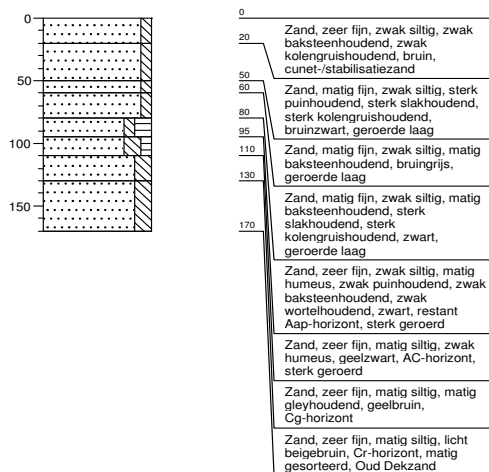 0
50
100
150
0
20
50
60
80
95
110
130
170
Zand, zeer fijn, zwak siltig, zwak
baksteenhoudend, zwak
kolengruishoudend, bruin,
cunet-/stabilisatiezand
Zand, matig fijn, zwak siltig, sterk
puinhoudend, sterk slakhoudend,
sterk kolengruishoudend,
bruinzwart, geroerde laag
Zand, matig fijn, zwak siltig, matig
baksteenhoudend, bruingrijs,
geroerde laag
Zand, matig fijn, zwak siltig, matig
baksteenhoudend, sterk
slakhoudend, sterk
kolengruishoudend, zwart,
geroerde laag
Zand, zeer fijn, zwak siltig, matig
humeus, zwak puinhoudend, zwak
baksteenhoudend, zwak
wortelhoudend, zwart, restant
Aap-horizont, sterk geroerd
Zand, zeer fijn, matig siltig, zwak
humeus, geelzwart, AC-horizont,
sterk geroerd
Zand, zeer fijn, matig siltig, matig
gleyhoudend, geelbruin,
Cg-horizont
Zand, zeer fijn, matig siltig, licht
beigebruin, Cr-horizont, matig
gesorteerd, Oud Dekzand